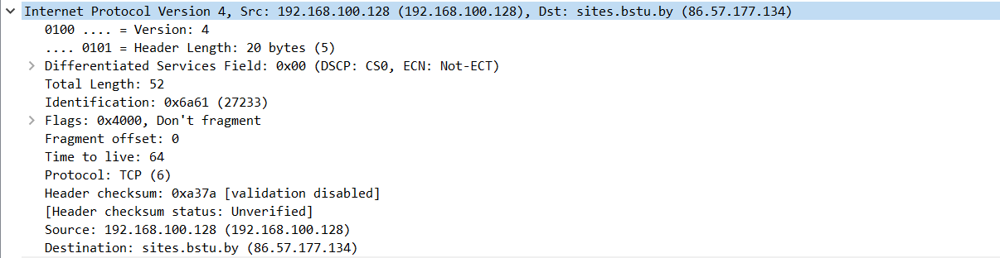 Internet Protocol Version 4, Src: 192.168.100.128 (192.168.100.128), Dst: sites.bstu.by (86.57.177.134)
0100 .... = Version: 4
.... 0101 = Header Length: 20 bytes (5)
Differentiated Services Field: 0x00 (DSCP: CS0, ECN: Not-ECT)
Total Length: 52
Identification: 0x6a61 (27233)
Flags: 0x4000, Don't fragment
Fragment offset: 0
Time to live: 64
Protocol: TCP (6)
Header checksum: 0xa37a [validation disabled]
[Header checksum status: Unverified]
Source: 192.168.100.128 (192.168.100.128)
Destination: sites.bstu.by (86.57.177.134)